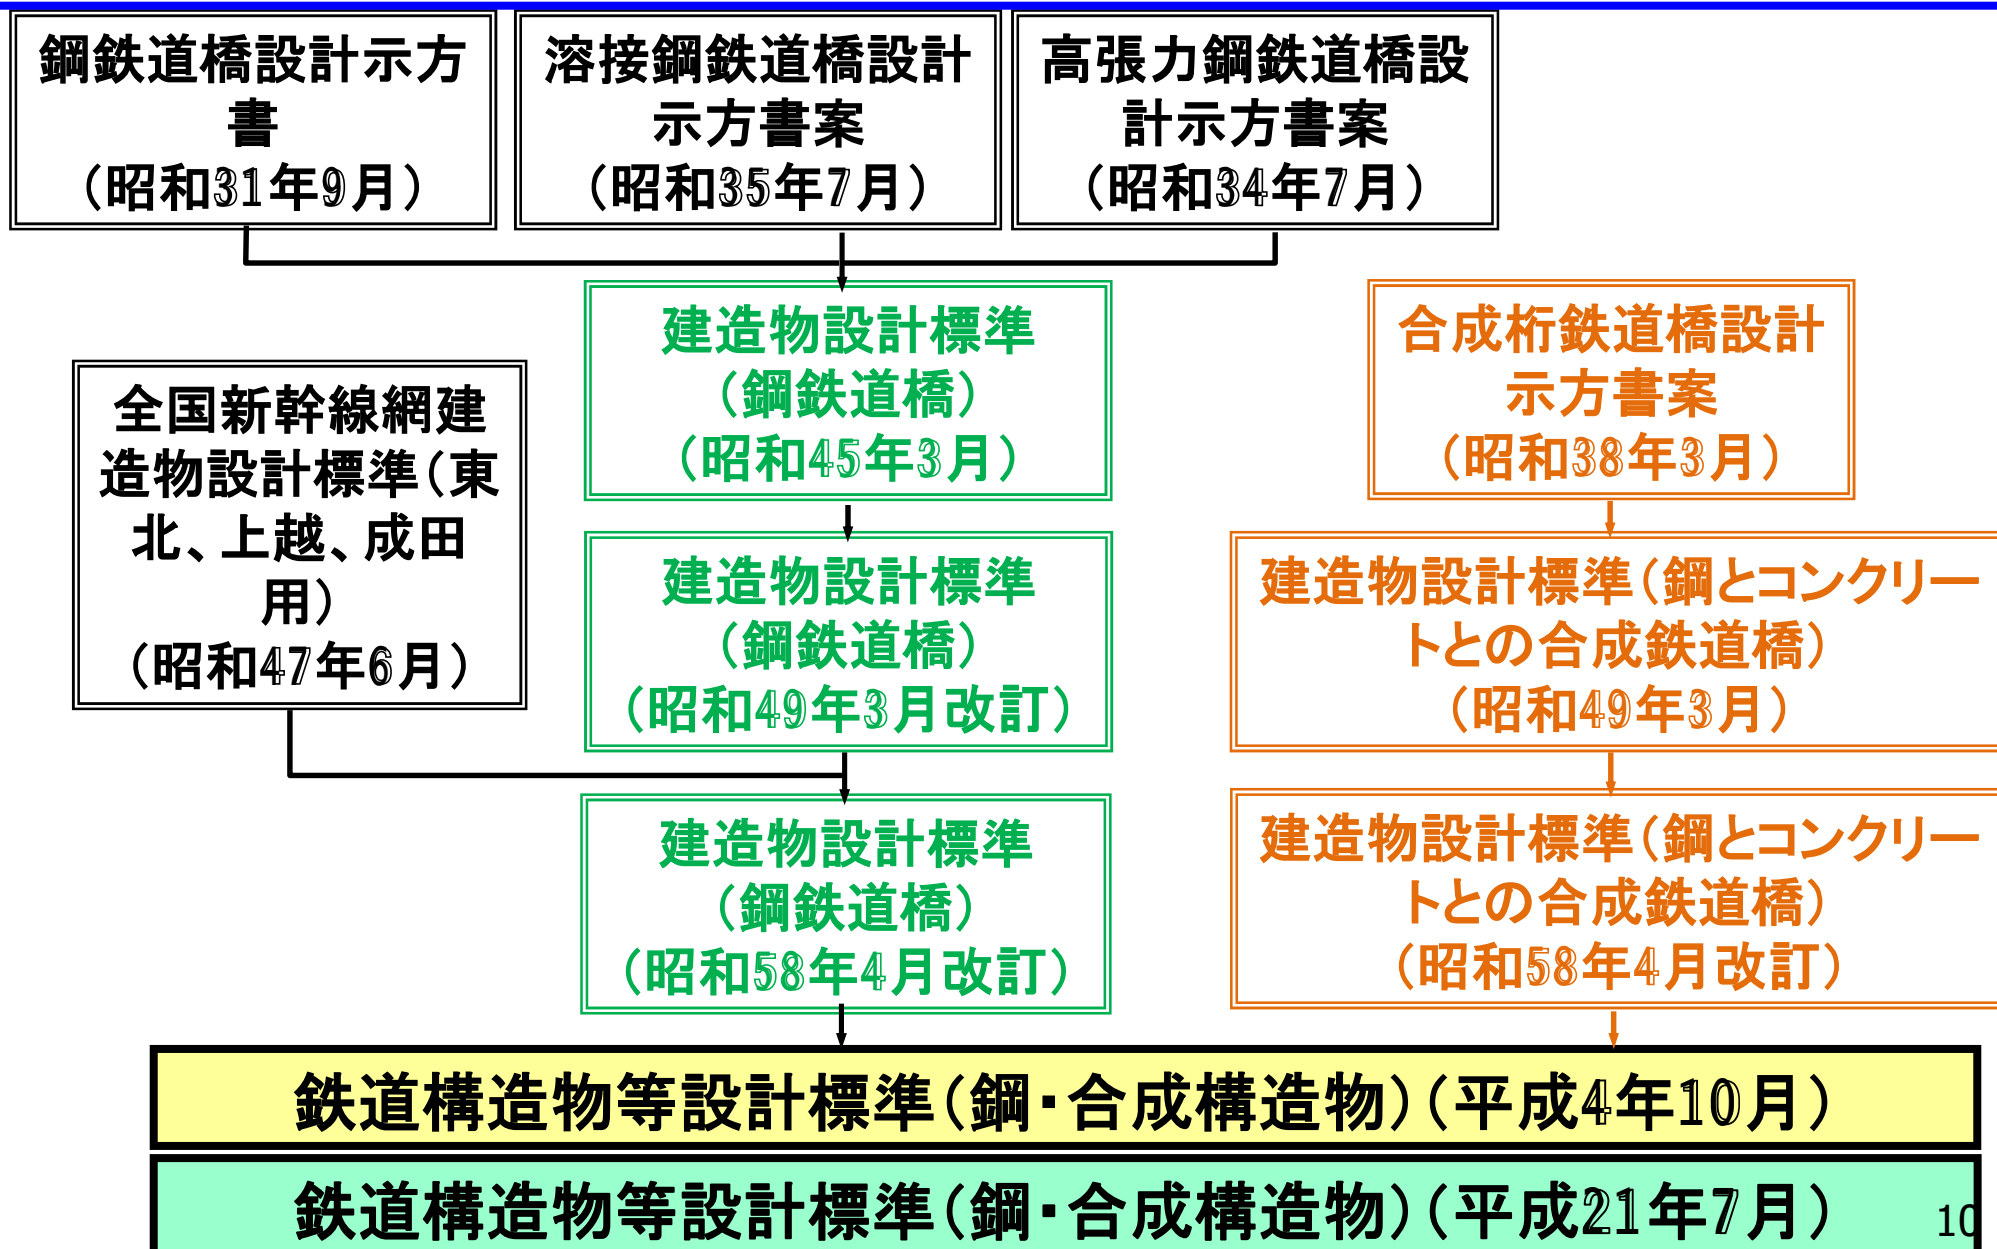 鋼鉄道橋設計示方
書
（昭和31年9月）
溶接鋼鉄道橋設計
示方書案
（昭和35年7月）
高張力鋼鉄道橋設
計示方書案
（昭和34年7月）
建造物設計標準
（鋼鉄道橋）
（昭和45年3月）
合成桁鉄道橋設計
示方書案
（昭和38年3月）
全国新幹線網建
造物設計標準（東
北、上越、成田
用）
（昭和47年6月）
建造物設計標準
（鋼鉄道橋）
（昭和49年3月改訂）
建造物設計標準（鋼とコンクリー
トとの合成鉄道橋）
（昭和49年3月）
建造物設計標準
（鋼鉄道橋）
（昭和58年4月改訂）
建造物設計標準（鋼とコンクリー
トとの合成鉄道橋）
（昭和58年4月改訂）
鉄道構造物等設計標準（鋼・合成構造物）（平成4年10月）
鉄道構造物等設計標準（鋼・合成構造物）（平成21年7月）
10